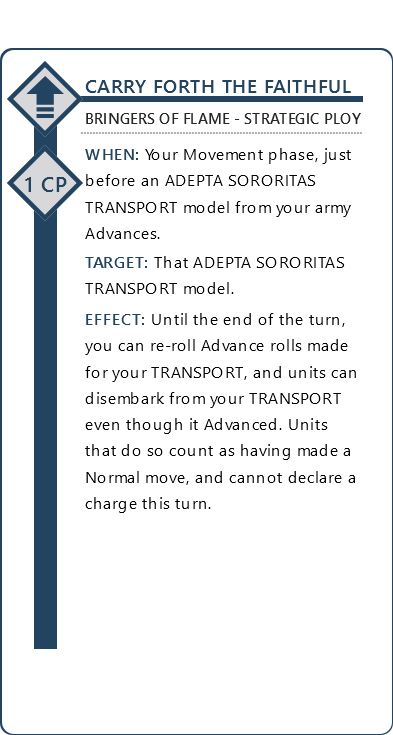 CARRY FORTH THE FAITHFUL
BRINGERS OF FLAME - STRATEGIC PLOY
WHEN: Your Movement phase, just
before an ADEPTA SORORITAS
TRANSPORT model from your army
Advances.
1 CP
TARGET: That ADEPTA SORORITAS
TRANSPORT model.
EFFECT: Until the end of the turn,
you can re-roll Advance rolls made
for your TRANSPORT, and units can
disembark from your TRANSPORT
even though it Advanced. Units
that do so count as having made a
Normal move, and cannot declare a
charge this turn.